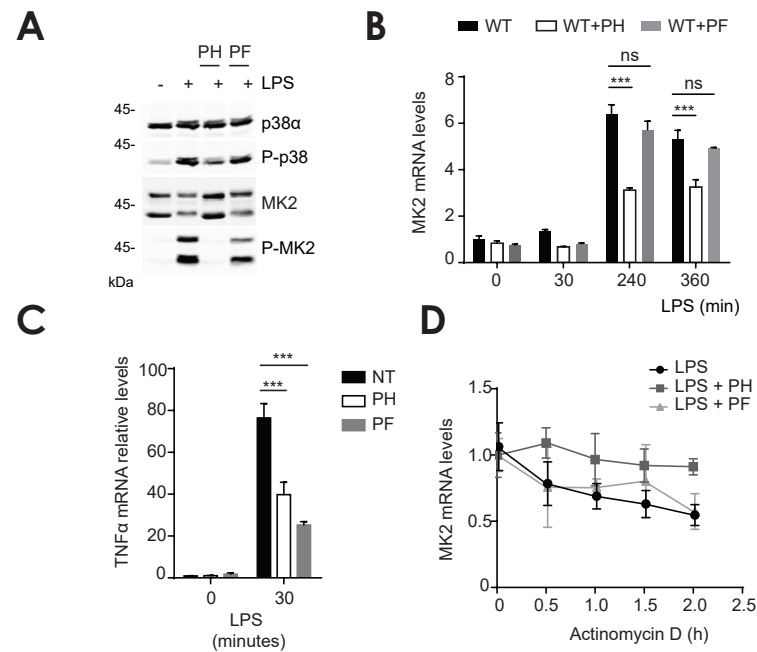 A
PH PF
- + + + LPS
45- p38α
P-p38
45- MK2
45- P-MK2
kDa
B
WT WT+PH WT+PF
ns
***
ns
***
MK2 mRNA levels
8
6
4
2
0
0 30 240 360
LPS (min)
C
NT
PH
PF
***
***
TNFα mRNA relative levels
100
80
60
40
20
0
0 30
LPS
(minutes)
D
LPS
LPS + PH
LPS + PF
MK2 mRNA levels
1.5
1.0
0.5
0
0 0.5 1.0 1.5 2.0 2.5
Actinomycin D (h)